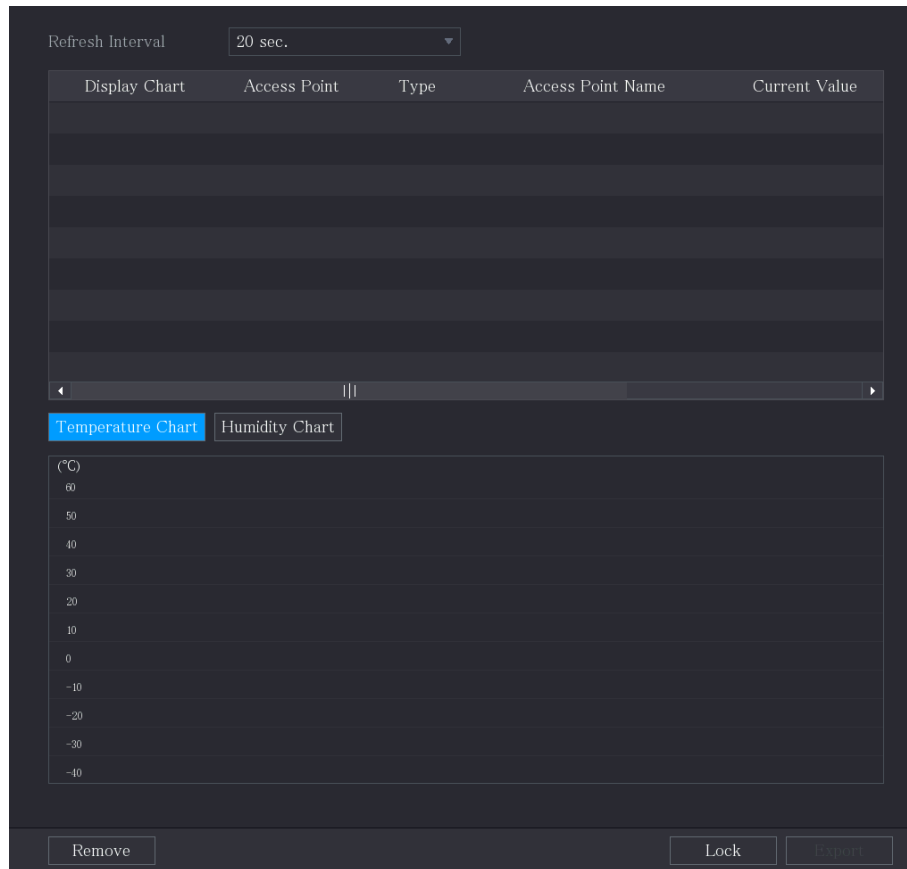 Refresh Interval 20 sec.
Display Chart Access Point Type Access Point Name Current Value
Temperature Chart Humidity Chart
(°C)
60
50
40
30
20
10
0
-10
-20
-30
-40
Remove Lock Export